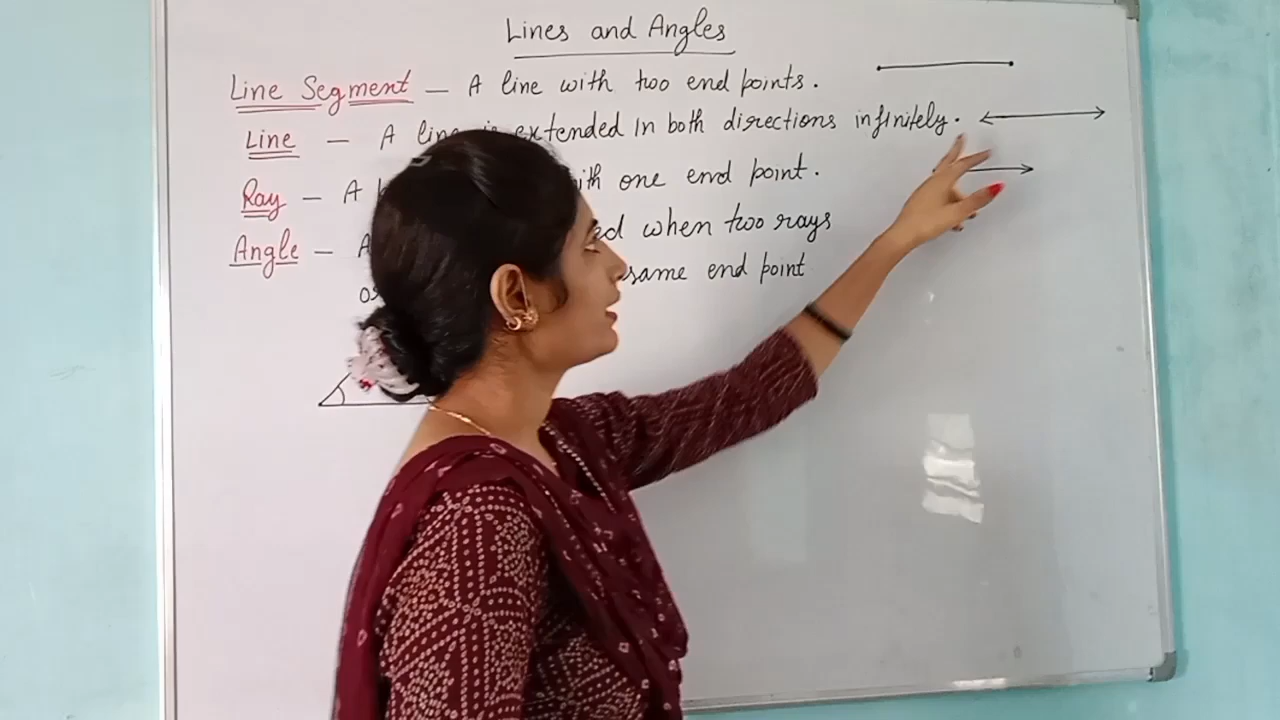 Lines and Angles
Line Segment — A line with two end points.
Line — A line is extended in both directions infinitely.
Ray — A with one end point.
Angle — when two rays
same end point